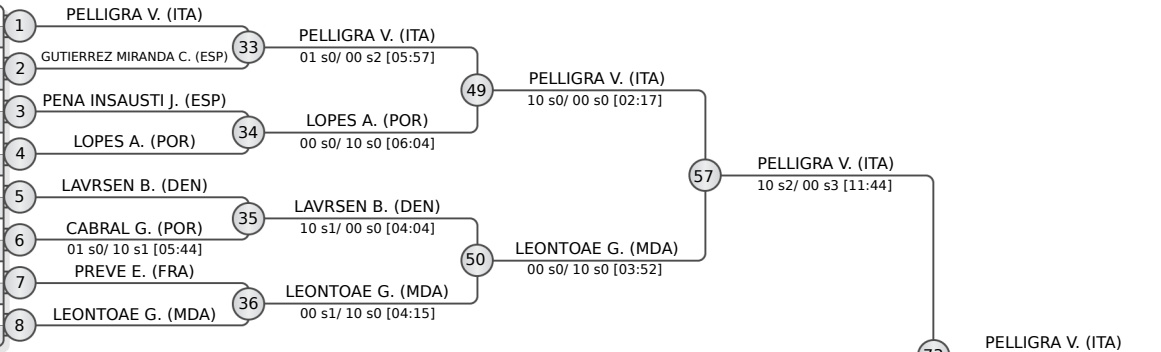 1
PELLIGRA V. (ITA)
2
GUTIERREZ MIRANDA C. (ESP)
33
PELLIGRA V. (ITA)
01 s0/ 00 s2 [05:57]
3
PENA INSAUSTI J. (ESP)
4
LOPES A. (POR)
34
LOPES A. (POR)
00 s0/ 10 s0 [06:04]
49
PELLIGRA V. (ITA)
10 s0/ 00 s0 [02:17]
5
LAVRSEN B. (DEN)
6
CABRAL G. (POR)
01 s0/ 10 s1 [05:44]
35
LAVRSEN B. (DEN)
10 s1/ 00 s0 [04:04]
7
PREVE E. (FRA)
8
LEONTOAE G. (MDA)
36
LEONTOAE G. (MDA)
00 s1/ 10 s0 [04:15]
50
LEONTOAE G. (MDA)
00 s0/ 10 s0 [03:52]
57
PELLIGRA V. (ITA)
10 s2/ 00 s3 [11:44]
PELLIGRA V. (ITA)